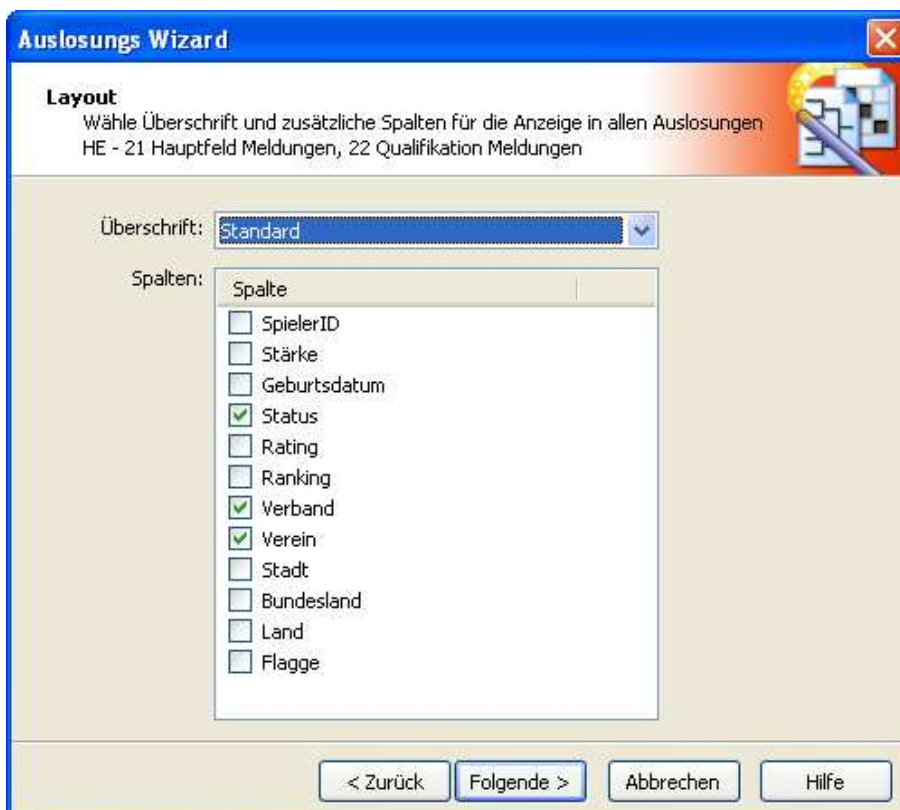 Auslosungs Wizard
Layout
Wähle Überschrift und zusätzliche Spalten für die Anzeige in allen Auslosungen
HE - 21 Hauptfeld Meldungen, 22 Qualifikation Meldungen
Überschrift: Standard
Spalten: Spalte
SpielerID
Stärke
Geburtsdatum
Status
Rating
Ranking
Verband
Verein
Stadt
Bundesland
Land
Flagge
< Zurück Folgende > Abbrechen Hilfe